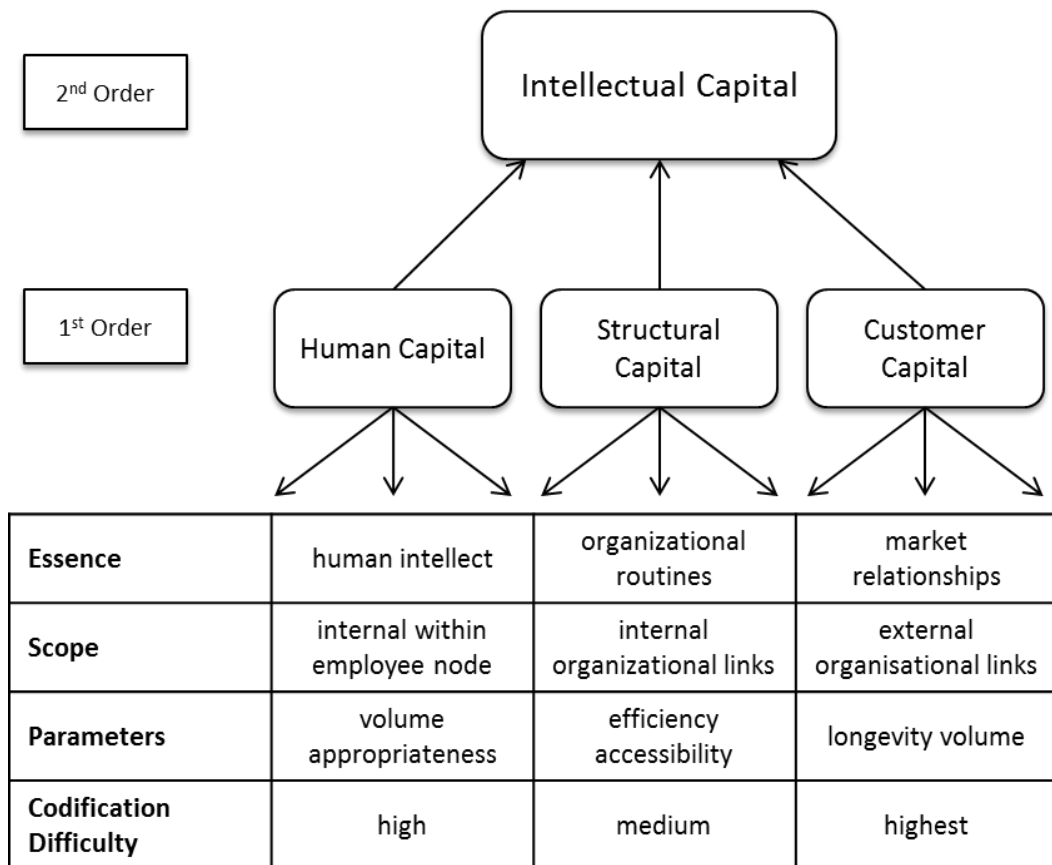 2nd Order
Intellectual Capital
1st Order
Human Capital
Structural
Capital
Customer
Capital
Essence
human intellect
organizational
routines
market
relationships
Scope
internal within
employee node
internal
organizational links
external
organisational links
Parameters
volume
appropriateness
efficiency
accessibility
longevity volume
Codification
Difficulty
high
medium
highest